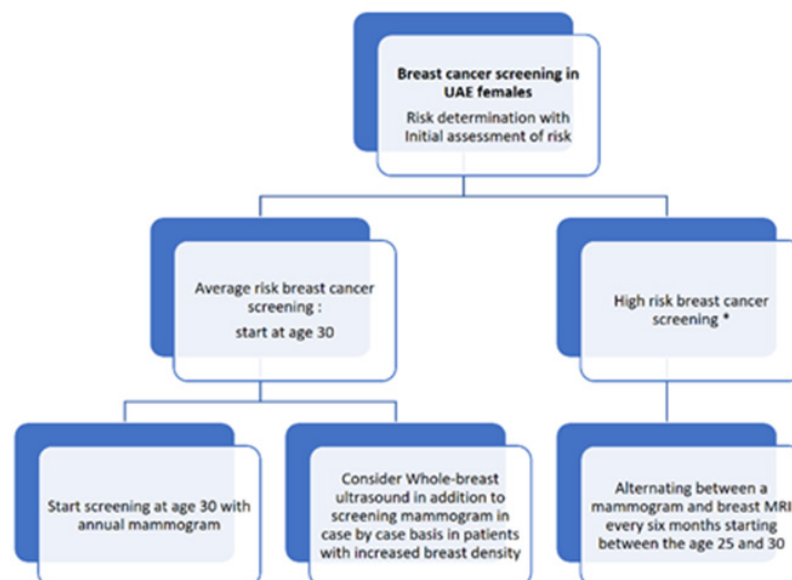 Breast cancer screening in
UAE females
Risk determination with
Initial assessment of risk
Average risk breast cancer
screening :
start at age 30
High risk breast cancer
screening *
Start screening at age 30 with
annual mammogram
Consider Whole-breast
ultrasound in addition to
screening mammogram in
case by case basis in patients
with increased breast density
Alternating between a
mammogram and breast MRI
every six months starting
between the age 25 and 30